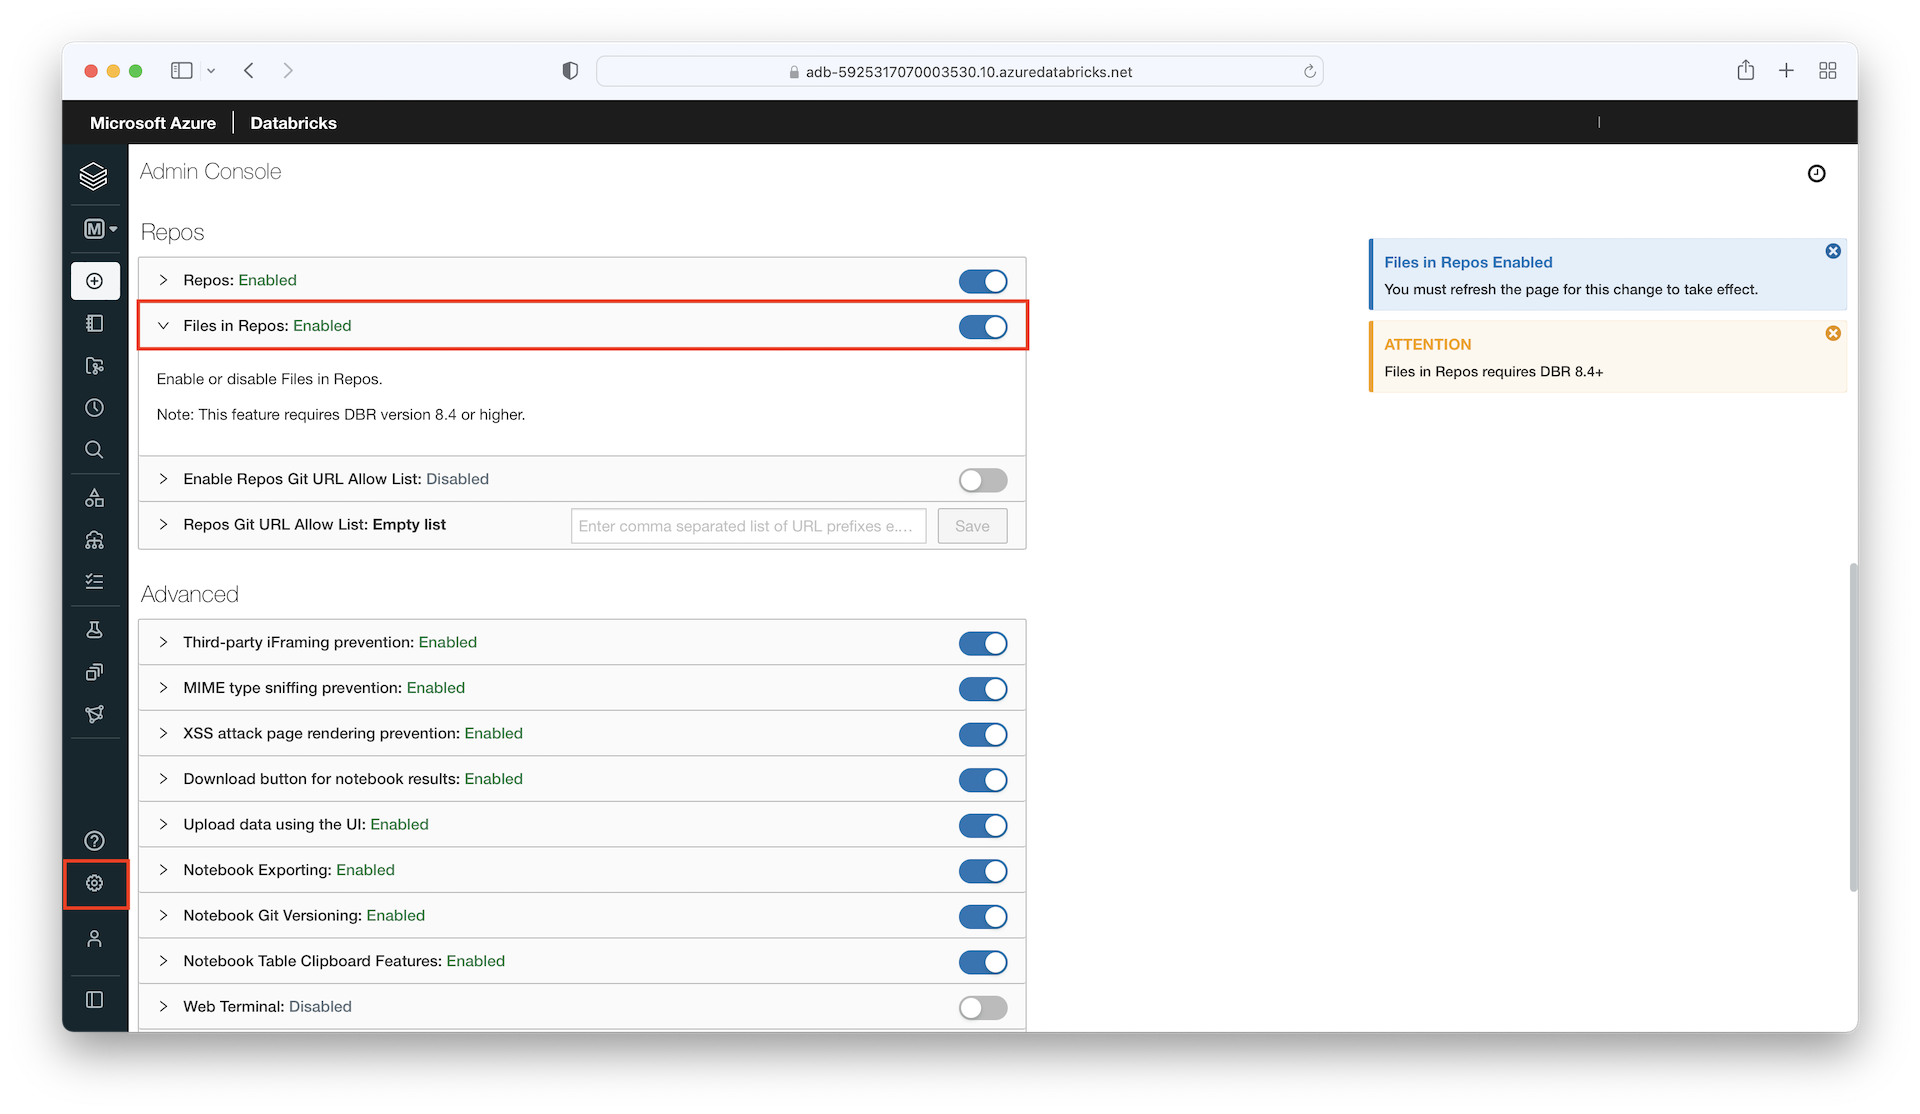 adb-5925317070003530.10.azuredatabricks.net
Microsoft Azure | Databricks
Admin Console
M
Repos
Repos: Enabled
Files in Repos: Enabled
Enable or disable Files in Repos.
Note: This feature requires DBR version 8.4 or higher.
Enable Repos Git URL Allow List: Disabled
Repos Git URL Allow List: Empty list
Enter comma separated list of URL prefixes e....
Save
Files in Repos Enabled
You must refresh the page for this change to take effect.
ATTENTION
Files in Repos requires DBR 8.4+
Advanced
Third-party iFraming prevention: Enabled
MIME type sniffing prevention: Enabled
XSS attack page rendering prevention: Enabled
Download button for notebook results: Enabled
Upload data using the UI: Enabled
Notebook Exporting: Enabled
Notebook Git Versioning: Enabled
Notebook Table Clipboard Features: Enabled
Web Terminal: Disabled